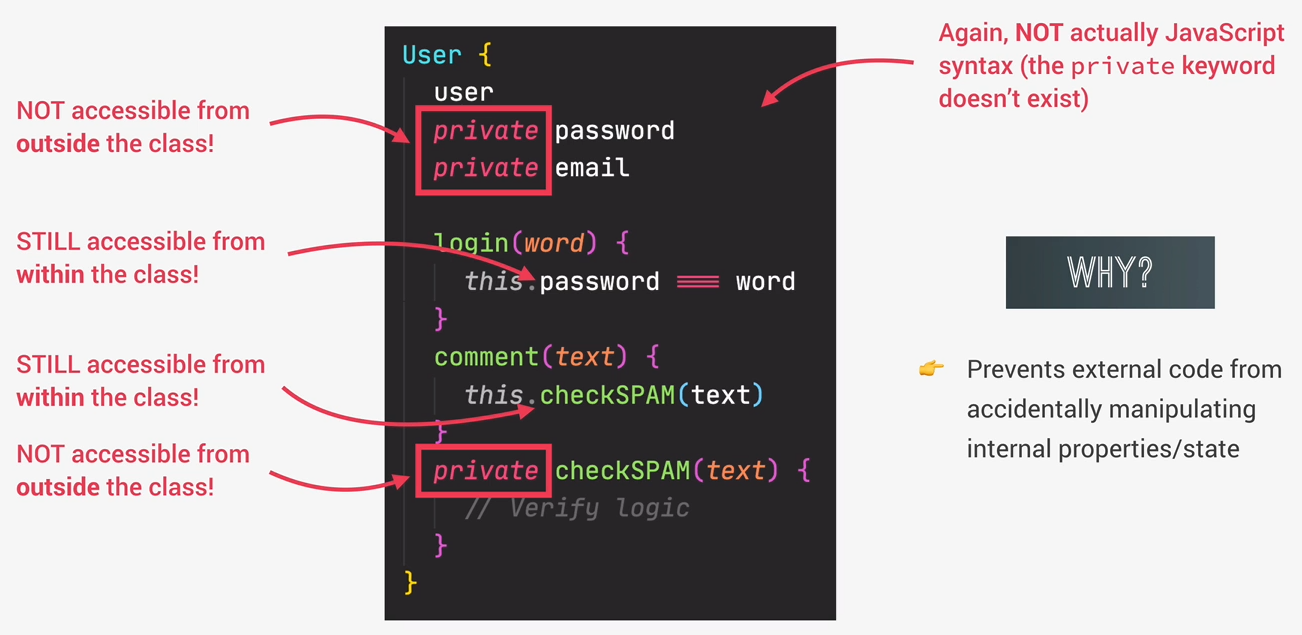 NOT accessible from
outside the class!
STILL accessible from
within the class!
STILL accessible from
within the class!
NOT accessible from
outside the class!
User {
user
private password
private email
login(word) {
this.password === word
}
comment(text) {
this.checkSPAM(text)
}
private checkSPAM(text) {
// Verify logic
}
}
Again, NOT actually JavaScript
syntax (the private keyword
doesn’t exist)
WHY?
👉 Prevents external code from
accidentally manipulating
internal properties/state